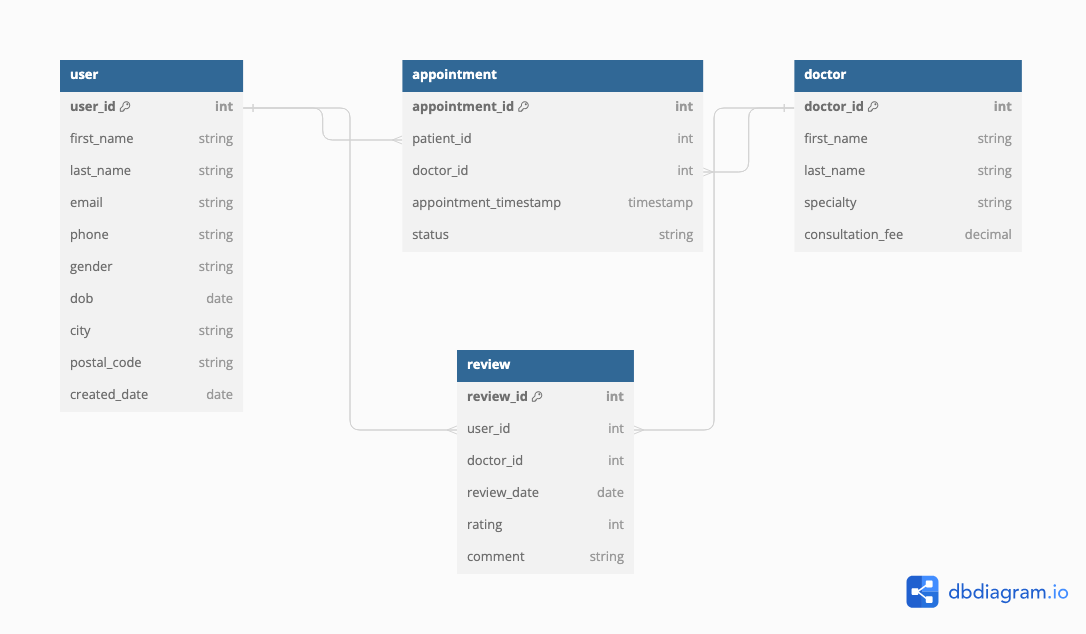 user
user_id int
first_name string
last_name string
email string
phone string
gender string
dob date
city string
postal_code string
created_date date
appointment
appointment_id int
patient_id int
doctor_id int
appointment_timestamp timestamp
status string
doctor
doctor_id int
first_name string
last_name string
specialty string
consultation_fee decimal
review
review_id int
user_id int
doctor_id int
review_date date
rating int
comment string
dbdiagram.io